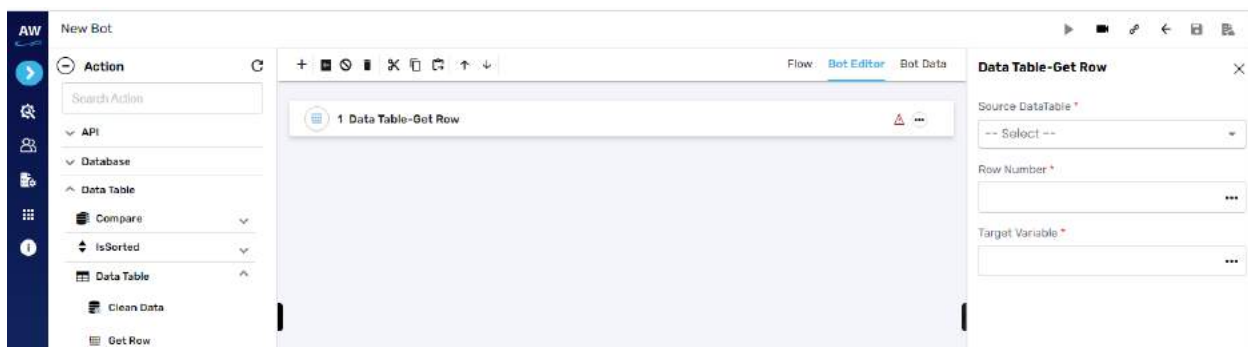 AW
New Bot
Action
Search Action
API
Database
Data Table
Compare
IsSorted
Data Table
Clean Data
Get Row
Flow Bot Editor Bot Data
1 Data Table-Get Row
Data Table-Get Row
Source DataTable *
-- Select --
Row Number *
Target Variable *